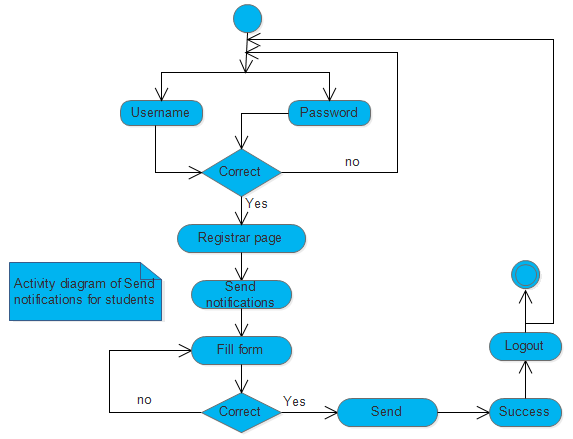 Username
Password
Correct
no
Yes
Registrar page
Activity diagram of Send
notifications for students
Send
notifications
Fill form
no
Correct
Yes
Send
Success
Logout